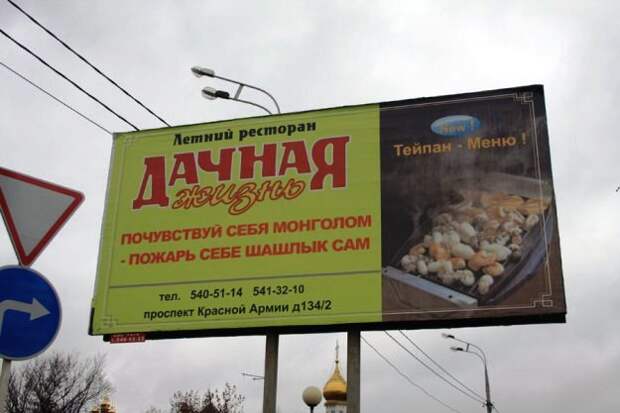 Летний ресторан
ДАЧНАЯ
жизнь
ПОЧУВСТВУЙ СЕБЯ МОНГОЛОМ
- ПОЖАРЬ СЕБЕ ШАШЛЫК САМ
тел. 540-51-14 541-32-10
проспект Красной Армии д134/2
New !
Тейпан - Меню !